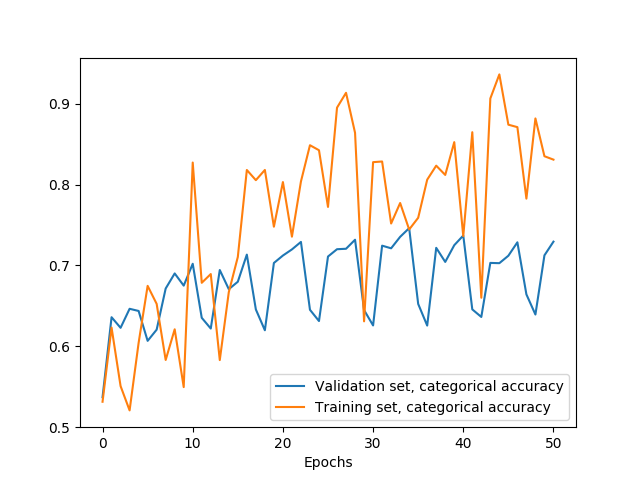 0.9
0.8
0.7
0.6
0.5
Validation set, categorical accuracy
Training set, categorical accuracy
0 10 20 30 40 50
Epochs